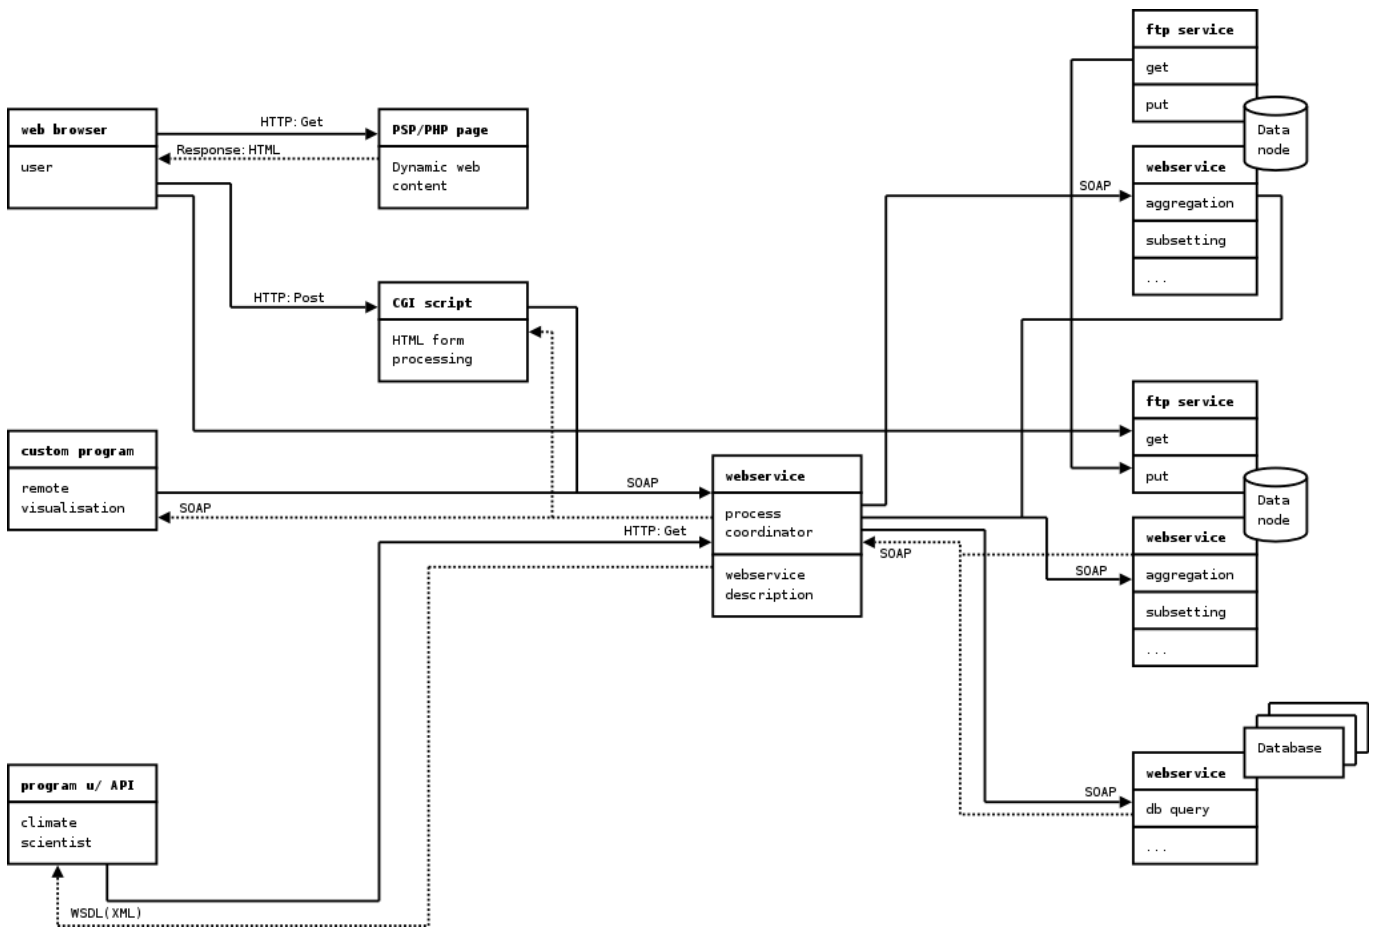 ftp service
get
put
Data
node
web browser
user
HTTP: Get
Response: HTML
PSP/PHP page
Dynamic web
content
webservice
SOAP
aggregation
subsetting
...
HTTP: Post
CGI script
HTML form
processing
ftp service
get
put
Data
node
custom program
remote
visualisation
SOAP
SOAP
HTTP: Get
webservice
process
coordinator
webservice
description
SOAP
SOAP
webservice
aggregation
subsetting
...
Database
program u/ API
climate
scientist
WSDL(XML)
SOAP
webservice
db query
...